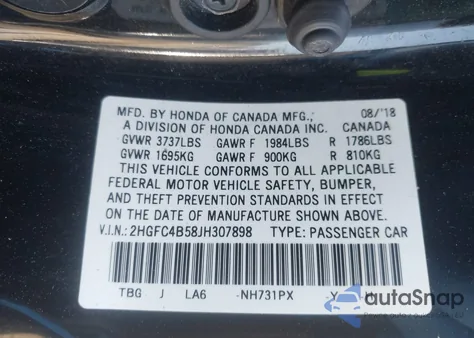 MFD. BY HONDA OF CANADA MFG., 08/'18
A DIVISION OF HONDA CANADA INC. CANADA
GVWR 3737LBS GAWR F 1984LBS R 1786LBS
GVWR 1695KG GAWR F 900KG R 810KG
THIS VEHICLE CONFORMS TO ALL APPLICABLE
FEDERAL MOTOR VEHICLE SAFETY, BUMPER,
AND THEFT PREVENTION STANDARDS IN EFFECT
ON THE DATE OF MANUFACTURE SHOWN ABOVE.
V.I.N.: 2HGFC4B58JH307898 TYPE: PASSENGER CAR
TBG J LA6 NH731PX Y
autoSnap